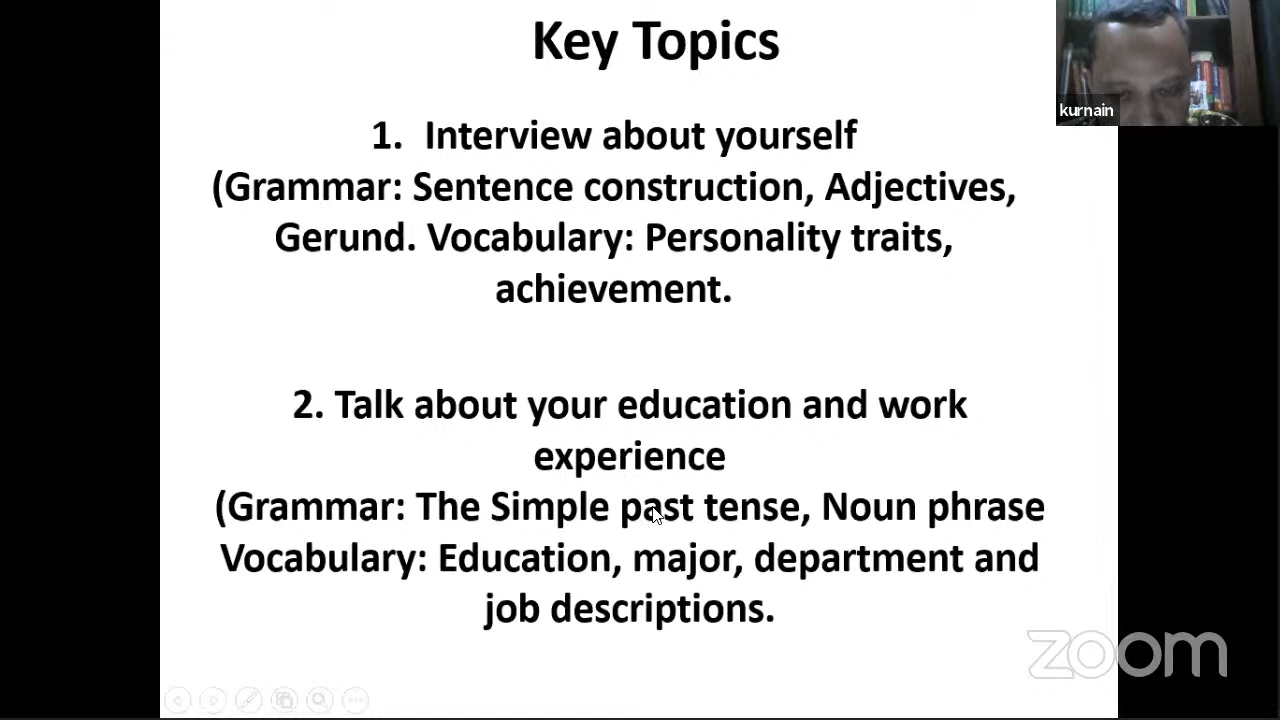 Key Topics
kurnain
1. Interview about yourself
(Grammar: Sentence construction, Adjectives,
Gerund. Vocabulary: Personality traits,
achievement.
2. Talk about your education and work
experience
(Grammar: The Simple past tense, Noun phrase
Vocabulary: Education, major, department and
job descriptions.
zoom